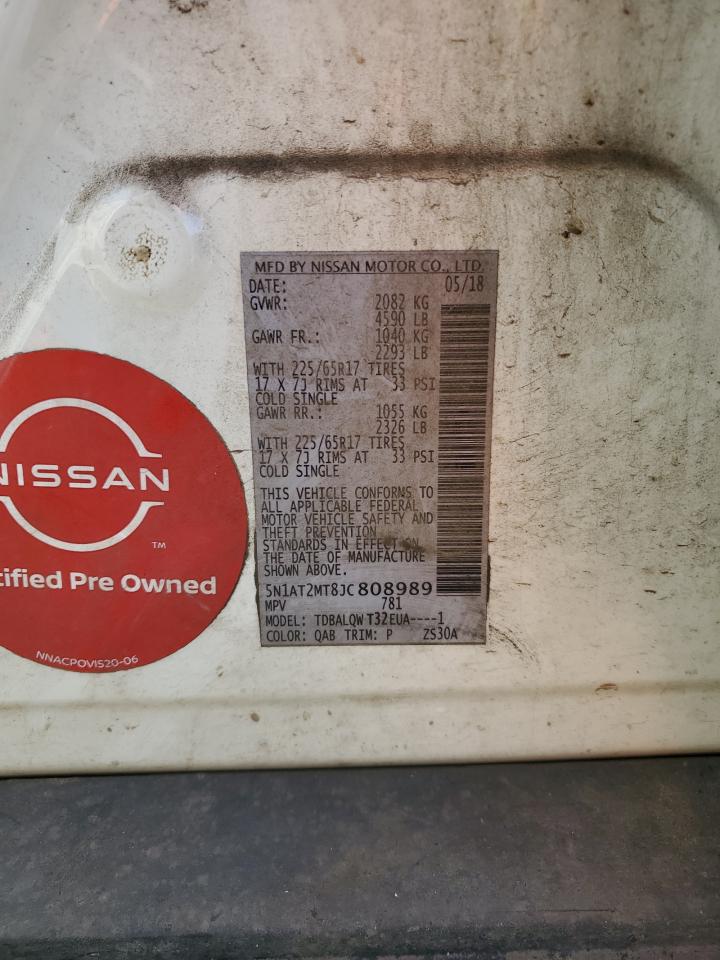 MFD BY NISSAN MOTOR CO., LTD.
DATE: 05/18
GVWR: 2082 KG
4590 LB
GAWR FR.: 1040 KG
2293 LB
WITH 225/65R17 TIRES
17 X 7J RIMS AT 33 PSI
COLD SINGLE
GAWR RR.: 1055 KG
2326 LB
WITH 225/65R17 TIRES
17 X 7J RIMS AT 33 PSI
COLD SINGLE
THIS VEHICLE CONFORMS TO
ALL APPLICABLE FEDERAL
MOTOR VEHICLE SAFETY AND
THEFT PREVENTION
STANDARDS IN EFFECT ON
THE DATE OF MANUFACTURE
SHOWN ABOVE.
5N1AT2MT8JC808989
MPV 781
MODEL: TDBALQW T32EUA----1
COLOR: QAB TRIM: P ZS30A
NISSAN
TM
tified Pre Owned
NNACPOVIS20-06